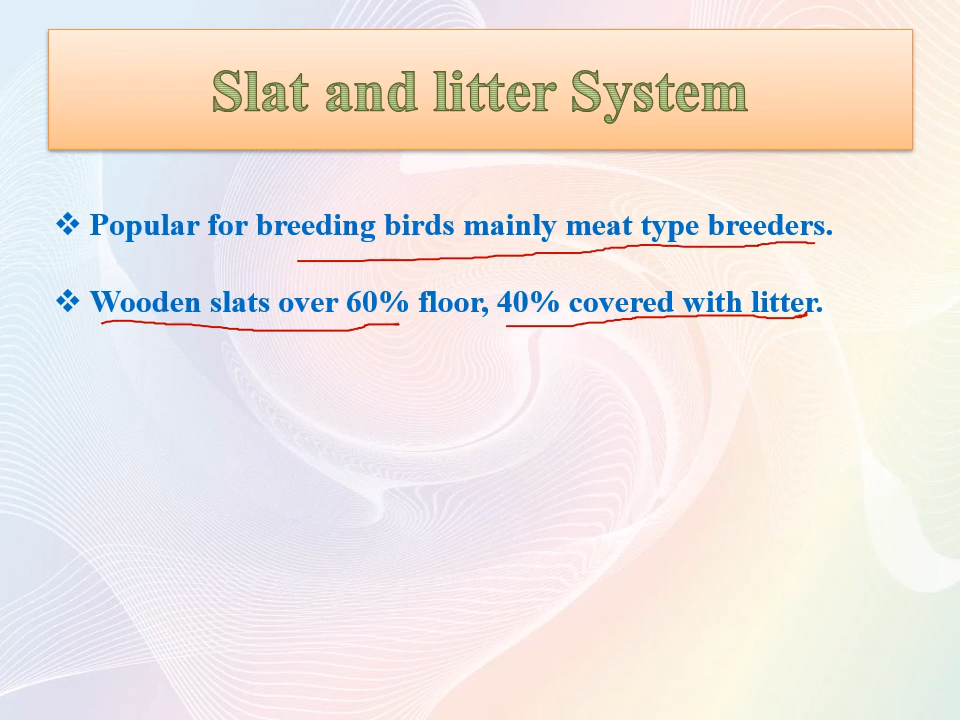 Slat and litter System
❖ Popular for breeding birds mainly meat type breeders.
❖ Wooden slats over 60% floor, 40% covered with litter.